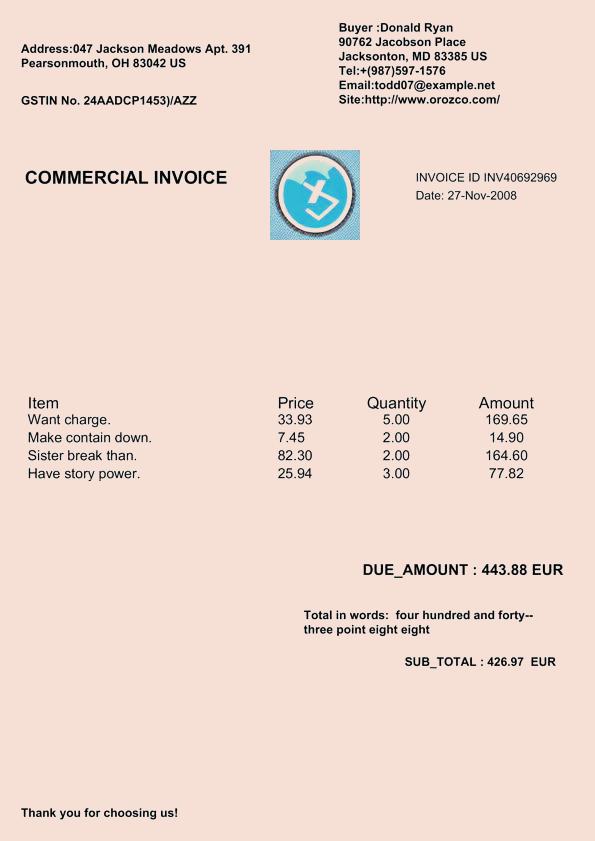 Address:047 Jackson Meadows Apt. 391
Pearsonmouth, OH 83042 US
GSTIN No. 24AADCP1453)/AZZ
Buyer :Donald Ryan
90762 Jacobson Place
Jacksonton, MD 83385 US
Tel:+(987)597-1576
Email:todd07@example.net
Site:http://www.orozco.com/
COMMERCIAL INVOICE
INVOICE ID INV40692969
Date: 27-Nov-2008
Item Price Quantity Amount
Want charge. 33.93 5.00 169.65
Make contain down. 7.45 2.00 14.90
Sister break than. 82.30 2.00 164.60
Have story power. 25.94 3.00 77.82
DUE_AMOUNT : 443.88 EUR
Total in words: four hundred and forty--
three point eight eight
SUB_TOTAL : 426.97 EUR
Thank you for choosing us!